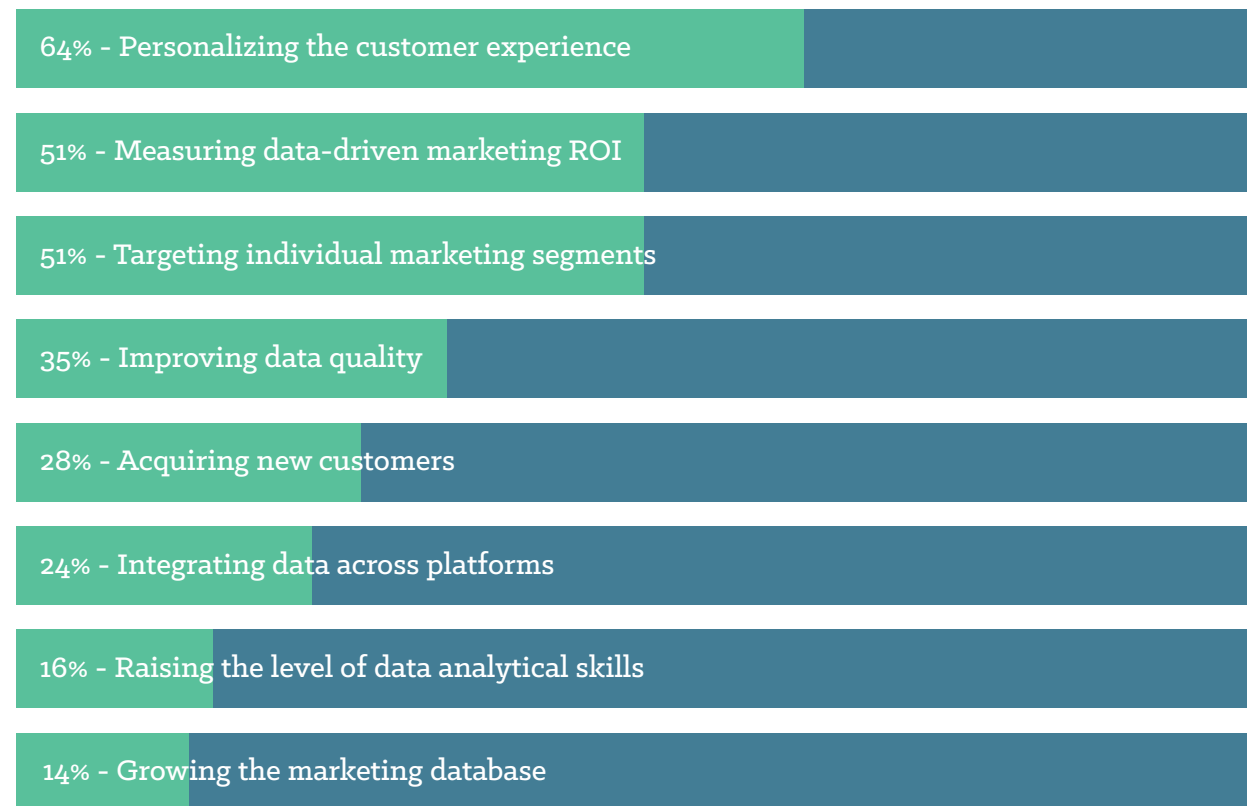 64% - Personalizing the customer experience
51% - Measuring data-driven marketing ROI
51% - Targeting individual marketing segments
35% - Improving data quality
28% - Acquiring new customers
24% - Integrating data across platforms
16% - Raising the level of data analytical skills
14% - Growing the marketing database